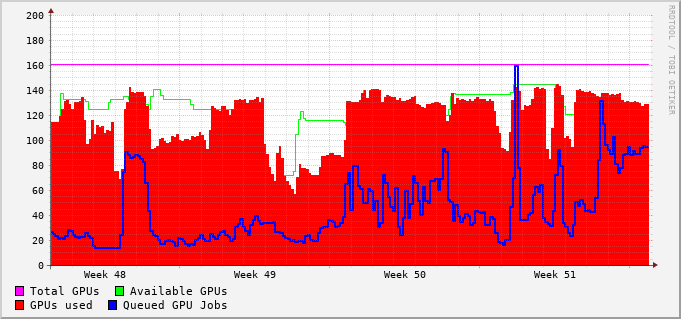 200
180
160
140
120
100
80
60
40
20
0
Week 48 Week 49 Week 50 Week 51
Total GPUs Available GPUs
GPUs used Queued GPU Jobs
RRDTOOL / TOBI OETIKER